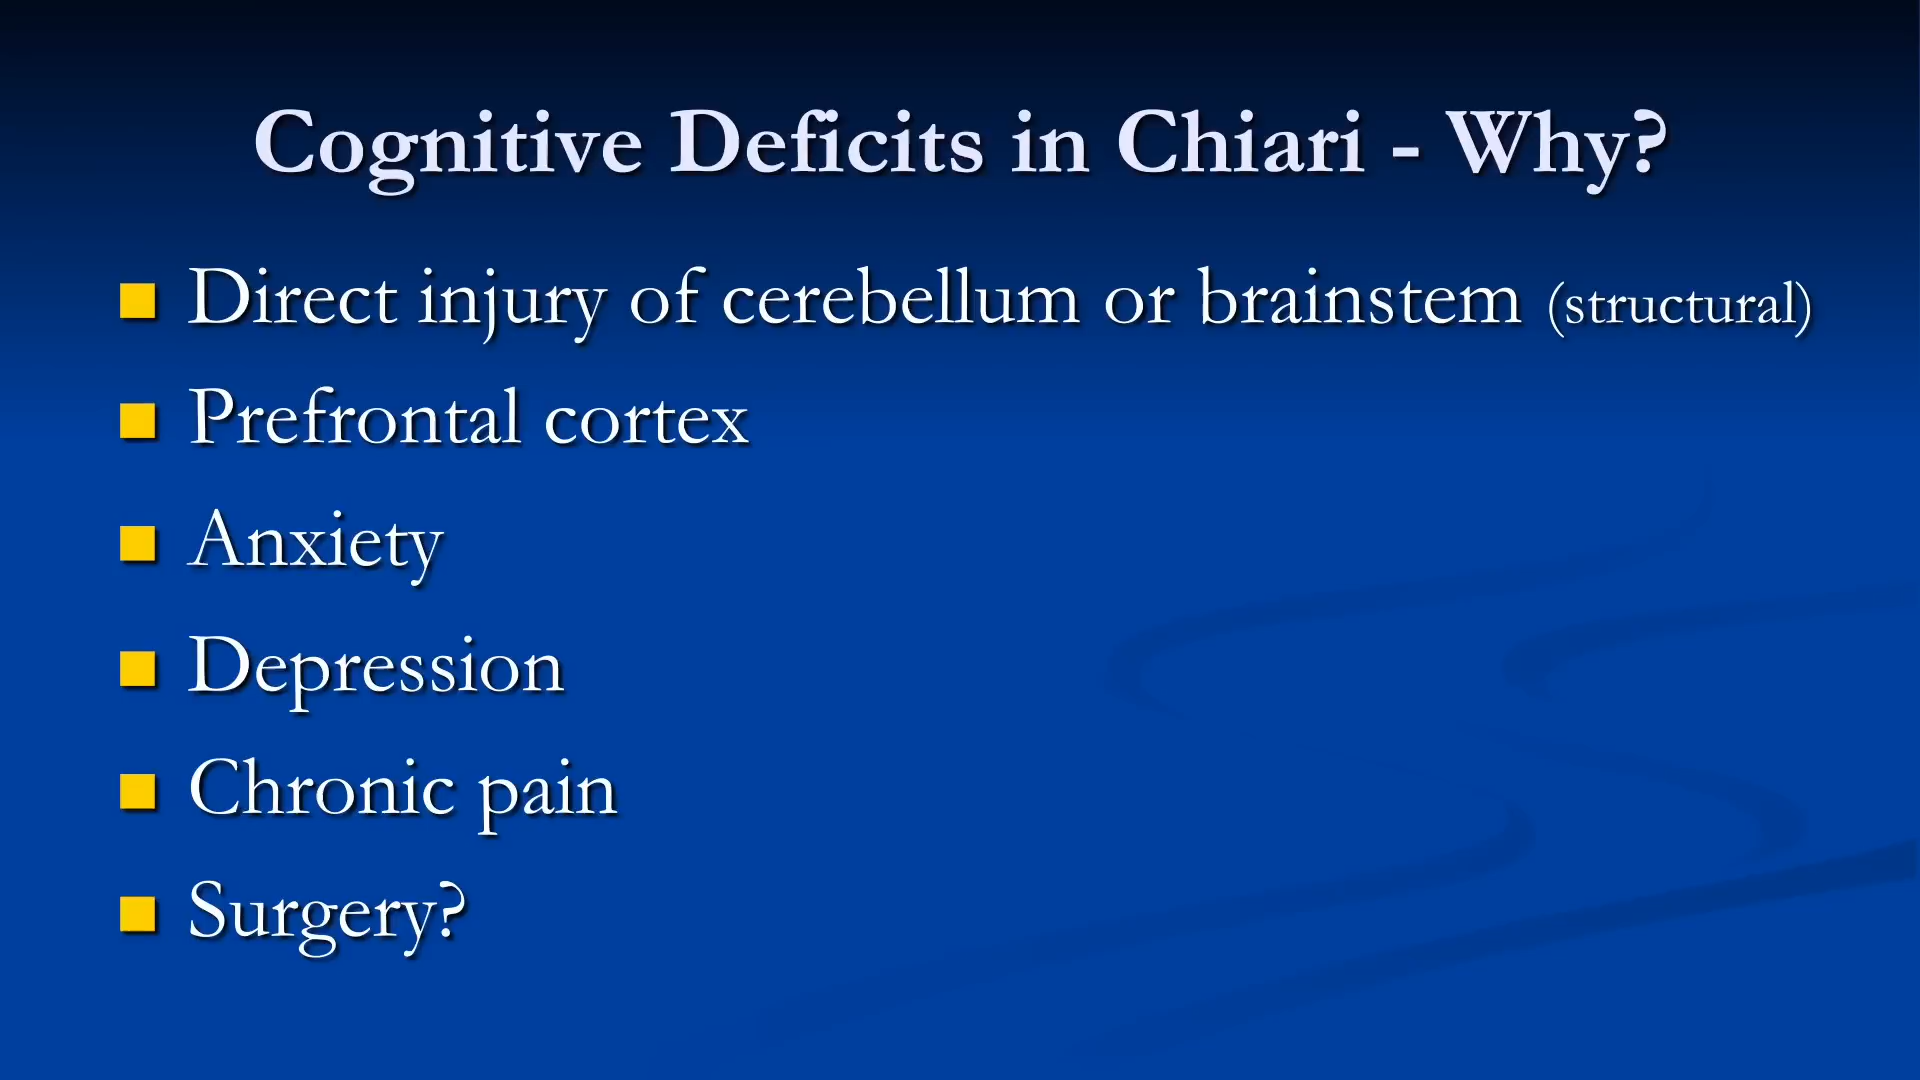 Cognitive Deficits in Chiari - Why?
Direct injury of cerebellum or brainstem (structural)
Prefrontal cortex
Anxiety
Depression
Chronic pain
Surgery?